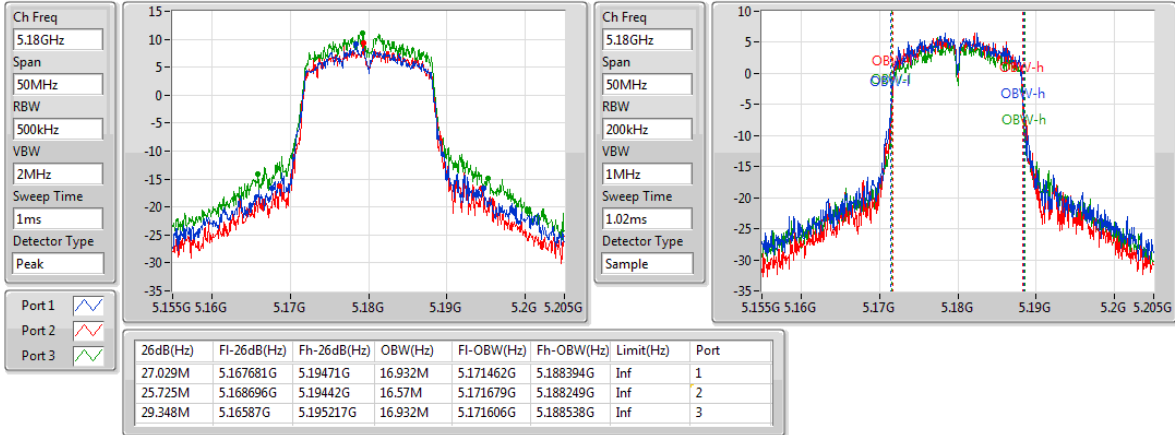 Ch Freq
5.18GHz
Span
50MHz
RBW
500kHz
VBW
2MHz
Sweep Time
1ms
Detector Type
Peak
Port 1
Port 2
Port 3
15
10
5
0
-5
-10
-15
-20
-25
-30
-35
5.155G 5.16G 5.17G 5.18G 5.19G 5.2G 5.205G
Ch Freq
5.18GHz
Span
50MHz
RBW
200kHz
VBW
1MHz
Sweep Time
1.02ms
Detector Type
Sample
10
5
0
-5
-10
-15
-20
-25
-30
-35
OBW-h
OBW-l
OBW-h
OBW-h
5.155G 5.16G 5.17G 5.18G 5.19G 5.2G 5.205G
26dB(Hz) Fl-26dB(Hz) Fh-26dB(Hz) OBW(Hz) Fl-OBW(Hz) Fh-OBW(Hz) Limit(Hz) Port
27.029M 5.167681G 5.19471G 16.932M 5.171462G 5.188394G Inf 1
25.725M 5.168696G 5.19442G 16.57M 5.171679G 5.188249G Inf 2
29.348M 5.16587G 5.195217G 16.932M 5.171606G 5.188538G Inf 3